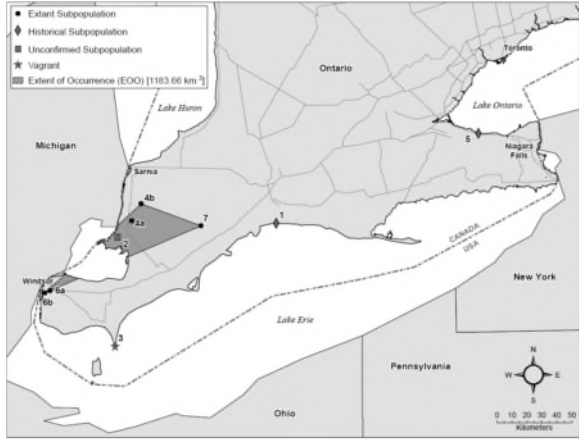 Extant Subpopulation
Historical Subpopulation
Unconfirmed Subpopulation
Vagrant
Extent of Occurrence (EOO) [1183.66 km²]
Toronto
Ontario
Lake Huron
Lake Ontario
5
Michigan
Niagara
Falls
Sarnia
4b
4a
7
1
2
CANADA
USA
Windsor
6a
6b
New York
Lake Erie
3
N
W
E
S
Pennsylvania
Ohio
0 10 20 30 40 50
Kilometers